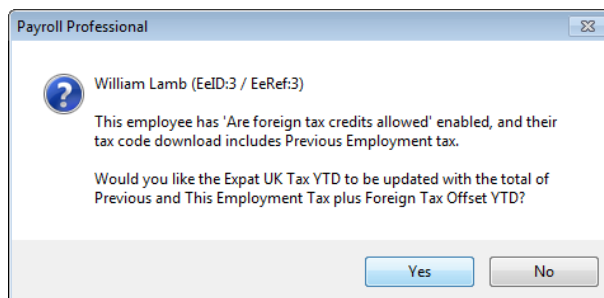 Payroll Professional
William Lamb (EeID:3 / EeRef:3)
This employee has 'Are foreign tax credits allowed' enabled, and their
tax code download includes Previous Employment tax.
Would you like the Expat UK Tax YTD to be updated with the total of
Previous and This Employment Tax plus Foreign Tax Offset YTD?
Yes
No